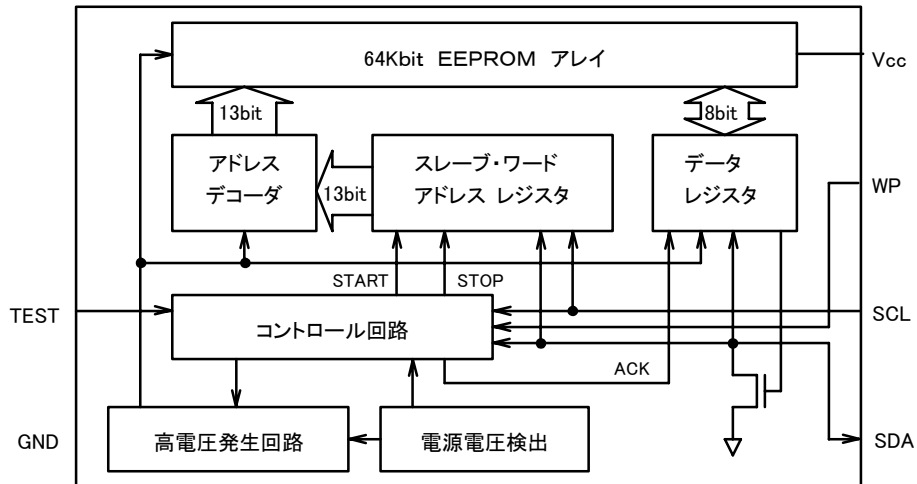 64Kbit EEPROM アレイ
Vcc
13bit
8bit
アドレス
デコーダ
13bit
スレーブ・ワード
アドレス レジスタ
データ
レジスタ
WP
START
STOP
TEST
コントロール回路
SCL
ACK
GND
高電圧発生回路
電源電圧検出
SDA